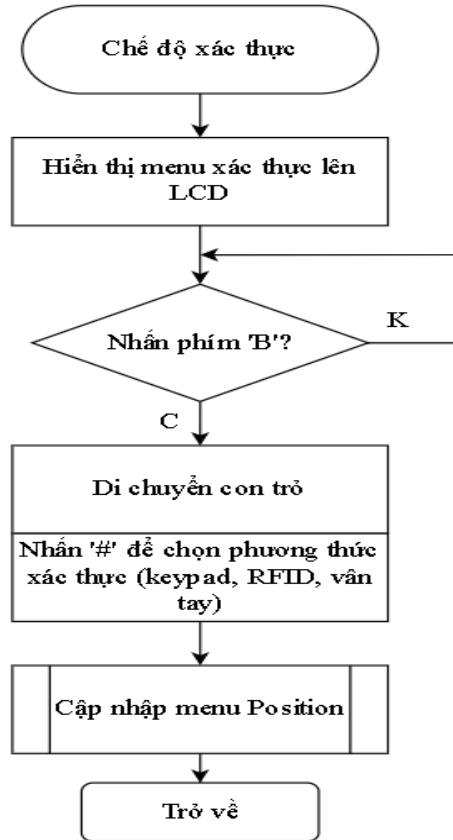 Chế độ xác thực
Hiển thị menu xác thực lên
LCD
Nhấn phím 'B'?
K
C
Di chuyển con trỏ
Nhấn '#' để chọn phương thức
xác thực (keypad, RFID, vân
tay)
Cập nhập menu Position
Trở về